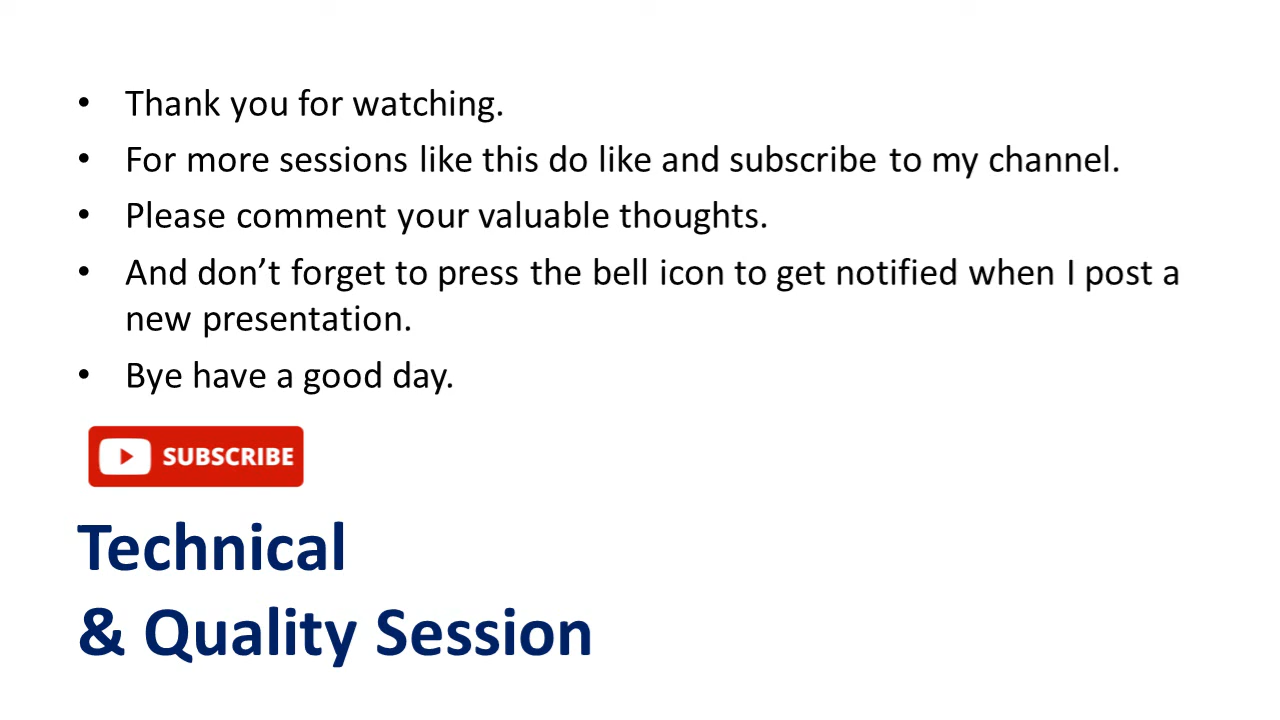 • Thank you for watching.
• For more sessions like this do like and subscribe to my channel.
• Please comment your valuable thoughts.
• And don’t forget to press the bell icon to get notified when I post a
new presentation.
• Bye have a good day.
SUBSCRIBE
Technical
& Quality Session